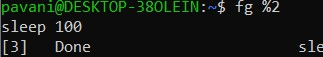 pavani@DESKTOP-38OLEIN:~$ fg %2
sleep 100
[3]   Done                    sle